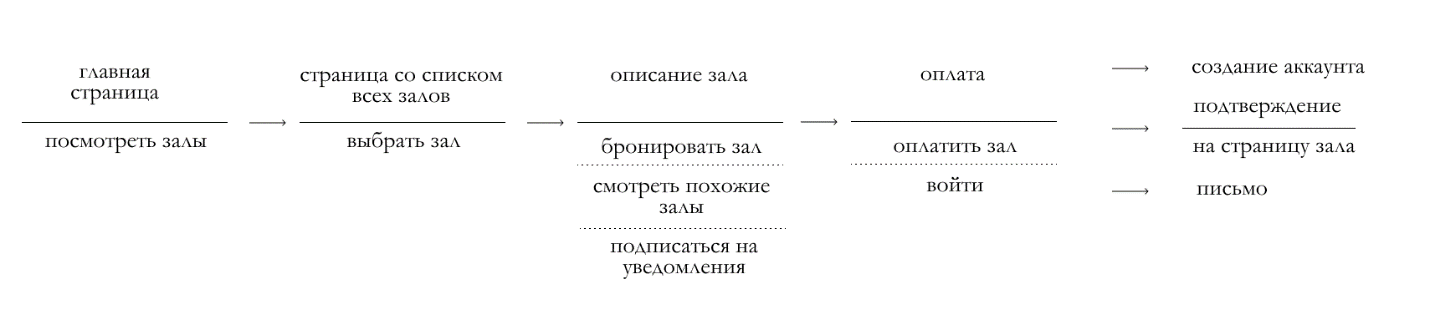 главная
страница
посмотреть залы
страница со списком
всех залов
выбрать зал
описание зала
бронировать зал
смотреть похожие
залы
подписаться на
уведомления
оплата
оплатить зал
войти
создание аккаунта
подтверждение
на страницу зала
письмо